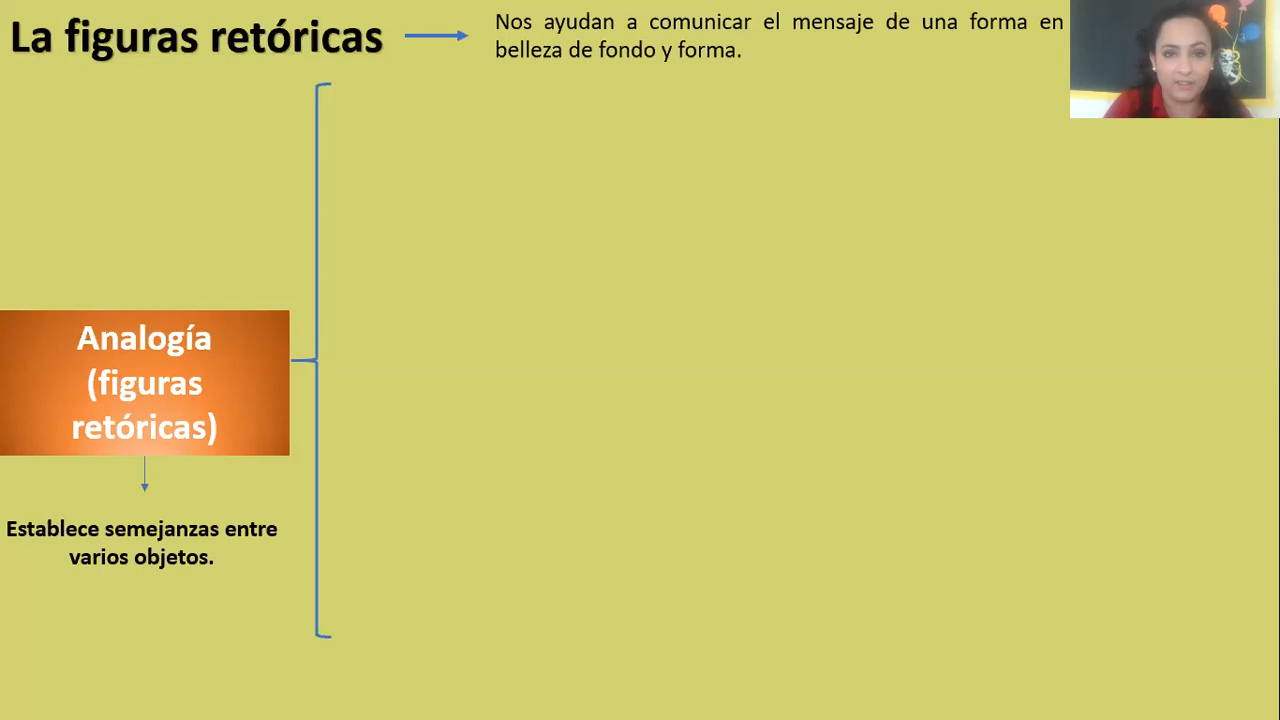 La figuras retóricas
Nos ayudan a comunicar el mensaje de una forma en
belleza de fondo y forma.
Analogía
(figuras
retóricas)
Establece semejanzas entre
varios objetos.